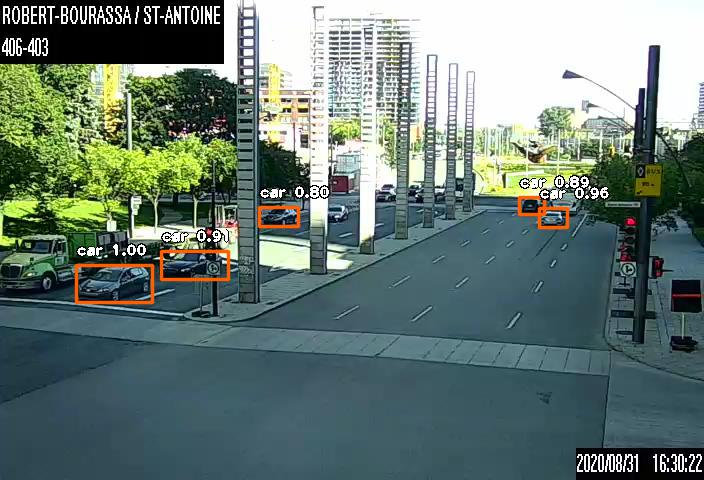 ROBERT-BOURASSA / ST-ANTOINE
406-403
car 0.80
car 0.89
car 0.96
car 0.91
car 1.00
BUS
2020/08/31 16:30:22